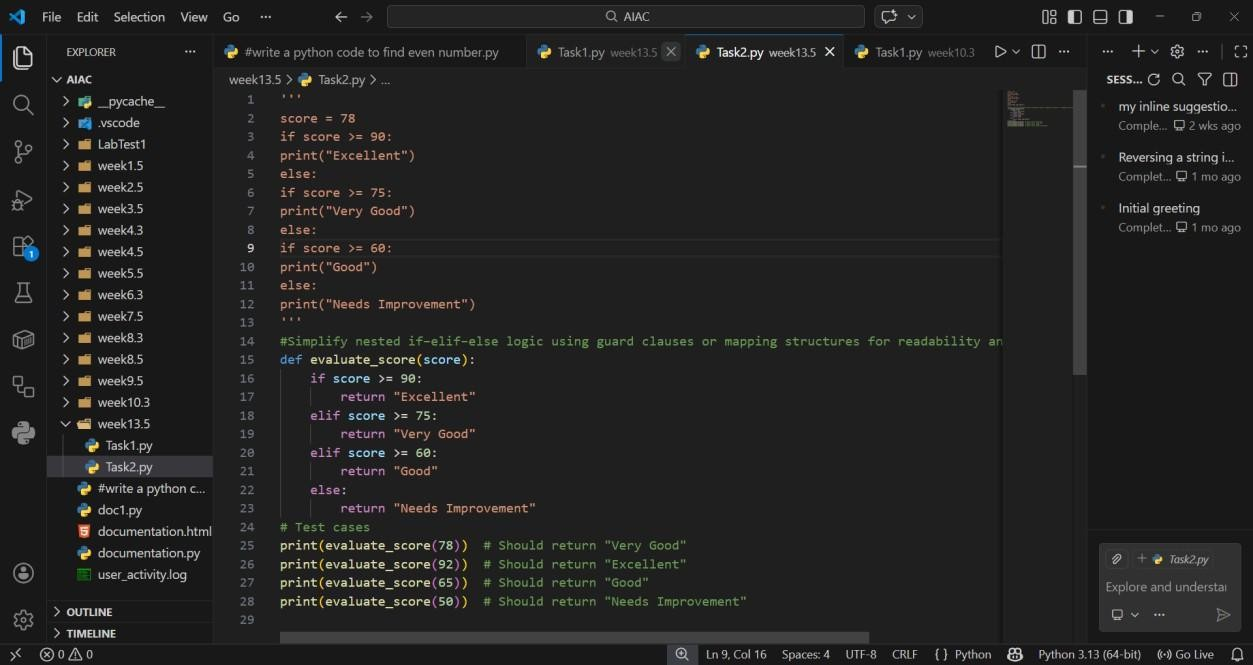 File Edit Selection View Go ··· AIAC
EXPLORER ···
AIAC
__pycache__
.vscode
LabTest1
week1.5
week2.5
week3.5
week4.3
week4.5
week5.5
week6.3
week7.5
week8.3
week8.5
week9.5
week10.3
week13.5
Task1.py
Task2.py
#write a python c...
doc1.py
documentation.html
documentation.py
user_activity.log
OUTLINE
TIMELINE
1
#write a python code to find even number.py Task1.py week13.5 Task2.py week13.5 Task1.py week10.3
week13.5 > Task2.py > ...
1 '''
2 score = 78
3 if score >= 90:
4 print("Excellent")
5 else:
6 if score >= 75:
7 print("Very Good")
8 else:
9 if score >= 60:
10 print("Good")
11 else:
12 print("Needs Improvement")
13 '''
14 #Simplify nested if-elif-else logic using guard clauses or mapping structures for readability an
15 def evaluate_score(score):
16 if score >= 90:
17 return "Excellent"
18 elif score >= 75:
19 return "Very Good"
20 elif score >= 60:
21 return "Good"
22 else:
23 return "Needs Improvement"
24 # Test cases
25 print(evaluate_score(78)) # Should return "Very Good"
26 print(evaluate_score(92)) # Should return "Excellent"
27 print(evaluate_score(65)) # Should return "Good"
28 print(evaluate_score(50)) # Should return "Needs Improvement"
29
SESS...
my inline suggestio...
Comple... 2 wks ago
Reversing a string i...
Complet... 1 mo ago
Initial greeting
Complet... 1 mo ago
Task2.py
Explore and understai
0 0 Ln 9, Col 16 Spaces: 4 UTF-8 CRLF { } Python Python 3.13 (64-bit) Go Live